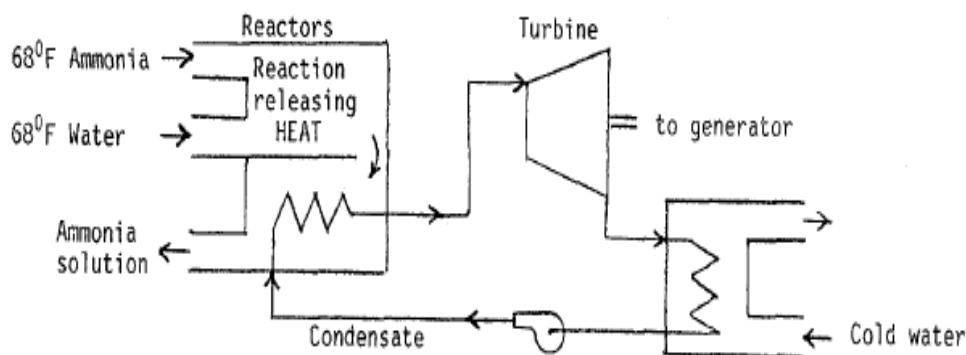 Reactors
Turbine
68⁰F Ammonia
Reaction
releasing
HEAT
68⁰F Water
to generator
Ammonia
solution
Condensate
Cold water